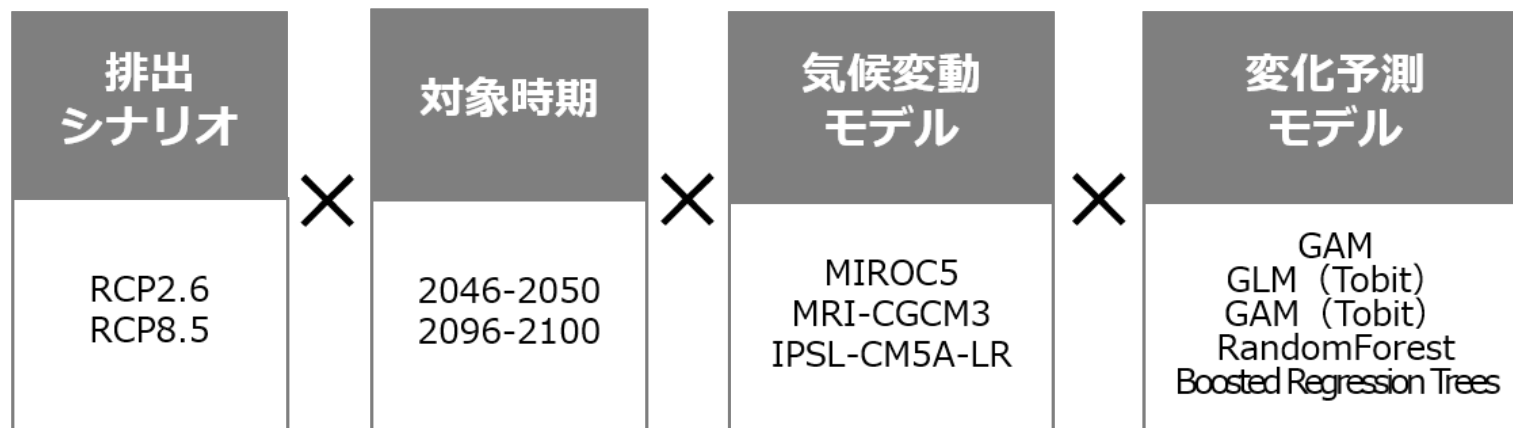 排出
シナリオ
×
対象時期
×
気候変動
モデル
×
変化予測
モデル
RCP2.6
RCP8.5
2046-2050
2096-2100
MIROC5
MRI-CGCM3
IPSL-CM5A-LR
GAM
GLM（Tobit）
GAM（Tobit）
RandomForest
Boosted Regression Trees